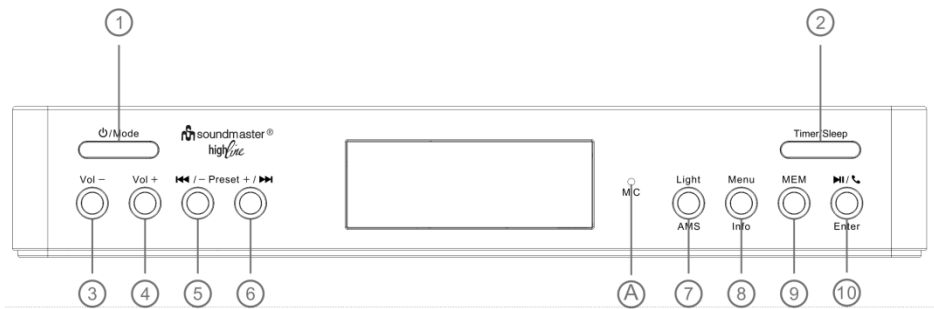 1 2
⏻/Mode
soundmaster®
highline
Timer/Sleep
Vol − Vol + ⏮ / − Preset + / ⏭
MIC
Light Menu MEM ⏯/📞
AMS Info Enter
3 4 5 6 A 7 8 9 10